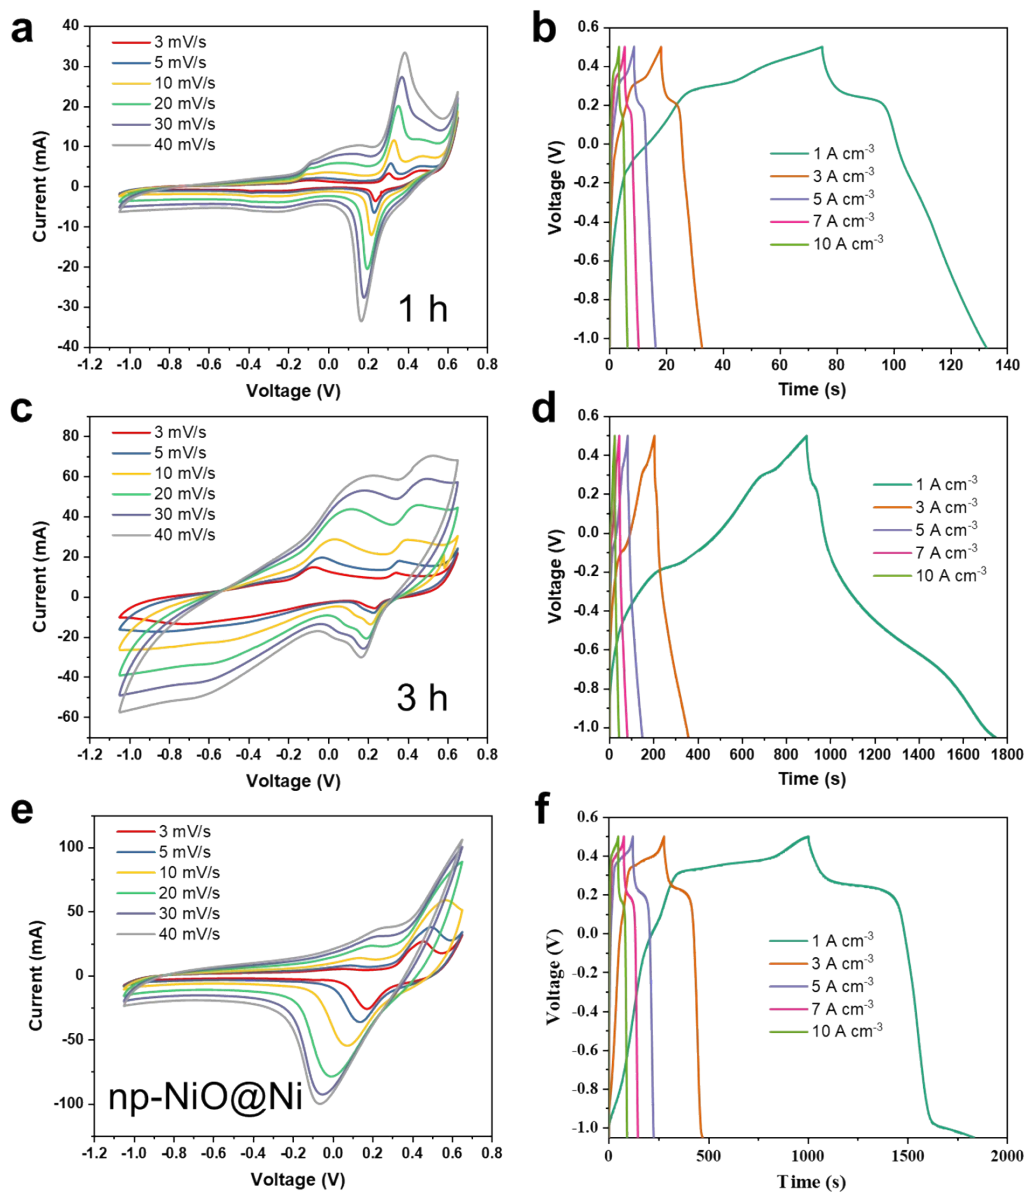 a
40
30
20
10
0
-10
-20
-30
-40
Current (mA)
3 mV/s
5 mV/s
10 mV/s
20 mV/s
30 mV/s
40 mV/s
1 h
-1.2 -1.0 -0.8 -0.6 -0.4 -0.2 0.0 0.2 0.4 0.6 0.8
Voltage (V)
b
0.6
0.4
0.2
0.0
-0.2
-0.4
-0.6
-0.8
-1.0
Voltage (V)
1 A cm-3
3 A cm-3
5 A cm-3
7 A cm-3
10 A cm-3
0 20 40 60 80 100 120 140
Time (s)
c
80
60
40
20
0
-20
-40
-60
Current (mA)
3 mV/s
5 mV/s
10 mV/s
20 mV/s
30 mV/s
40 mV/s
3 h
-1.2 -1.0 -0.8 -0.6 -0.4 -0.2 0.0 0.2 0.4 0.6 0.8
Voltage (V)
d
0.6
0.4
0.2
0.0
-0.2
-0.4
-0.6
-0.8
-1.0
Voltage (V)
1 A cm-3
3 A cm-3
5 A cm-3
7 A cm-3
10 A cm-3
0 200 400 600 800 1000 1200 1400 1600 1800
Time (s)
e
100
50
0
-50
-100
Current (mA)
3 mV/s
5 mV/s
10 mV/s
20 mV/s
30 mV/s
40 mV/s
np-NiO@Ni
-1.2 -1.0 -0.8 -0.6 -0.4 -0.2 0.0 0.2 0.4 0.6 0.8
Voltage (V)
f
0.6
0.4
0.2
0.0
-0.2
-0.4
-0.6
-0.8
-1.0
Voltage (V)
1 A cm-3
3 A cm-3
5 A cm-3
7 A cm-3
10 A cm-3
0 500 1000 1500 2000
Time (s)